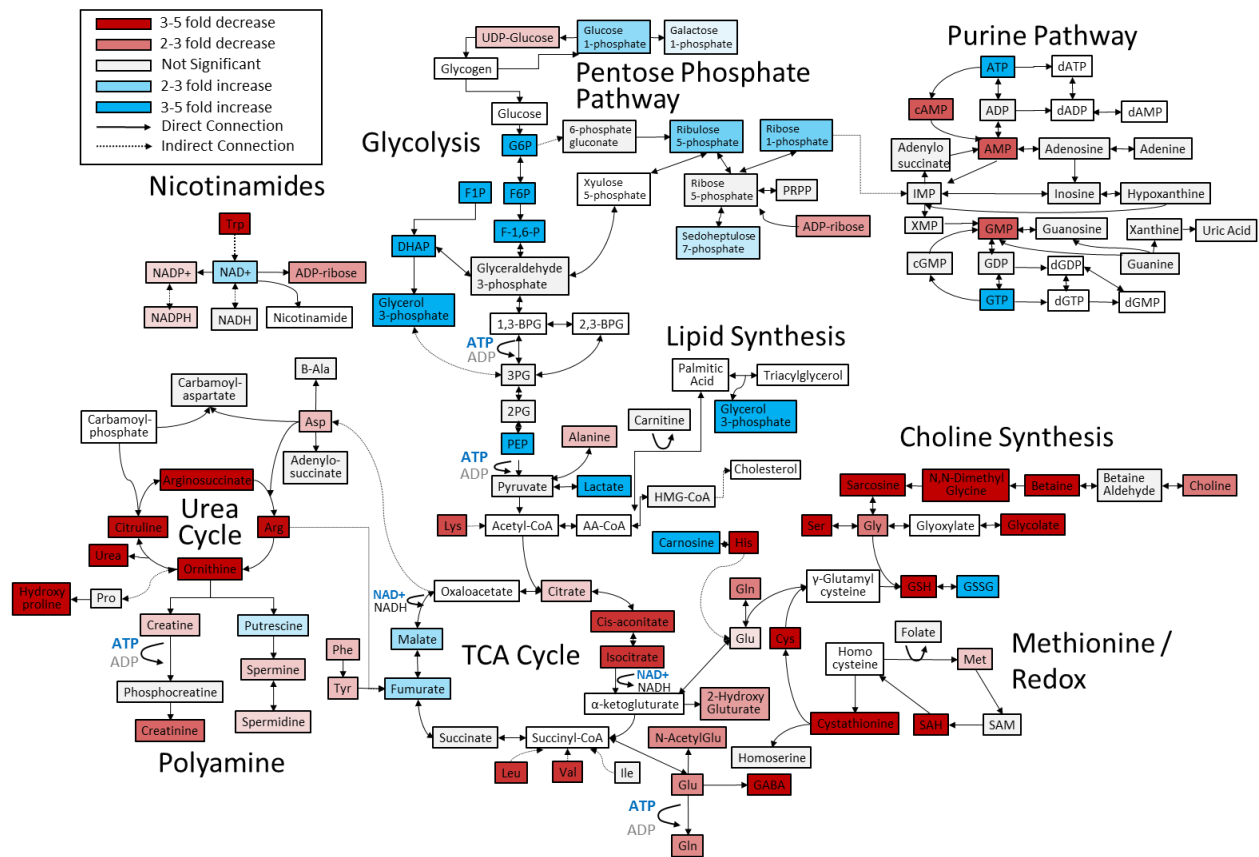 3-5 fold decrease
2-3 fold decrease
Not Significant
2-3 fold increase
3-5 fold increase
Direct Connection
Indirect Connection
UDP-Glucose
Glucose
1-phosphate
Galactose
1-phosphate
Glycogen
Pentose Phosphate
Pathway
Glucose
Glycolysis
G6P
6-phosphate
gluconate
Ribulose
5-phosphate
Ribose
1-phosphate
F1P
F6P
Xyulose
5-phosphate
Ribose
5-phosphate
PRPP
F-1,6-P
DHAP
Sedoheptulose
7-phosphate
ADP-ribose
Glyceraldehyde
3-phosphate
Glycerol
3-phosphate
1,3-BPG
2,3-BPG
ATP
ADP
3PG
2PG
PEP
ATP
ADP
Alanine
Pyruvate
Lactate
Purine Pathway
ATP
dATP
cAMP
ADP
dADP
dAMP
Adenylo
succinate
AMP
Adenosine
Adenine
IMP
Inosine
Hypoxanthine
XMP
GMP
Guanosine
Xanthine
Uric Acid
cGMP
GDP
dGDP
Guanine
GTP
dGTP
dGMP
Nicotinamides
Trp
NADP+
NAD+
ADP-ribose
NADPH
NADH
Nicotinamide
Lipid Synthesis
Palmitic
Acid
Triacylglycerol
Carnitine
Glycerol
3-phosphate
Cholesterol
HMG-CoA
Lys
Acetyl-CoA
AA-CoA
B-Ala
Carbamoyl-
aspartate
Carbamoyl-
phosphate
Asp
Adenylo-
succinate
Arginosuccinate
Urea
Cycle
Citruline
Arg
Urea
Ornithine
Hydroxy
proline
Pro
Creatine
Putrescine
ATP
ADP
Spermine
Phosphocreatine
Spermidine
Creatinine
Polyamine
Phe
Tyr
Carnosine
His
Oxaloacetate
Citrate
NAD+
NADH
Cis-aconitate
Malate
TCA Cycle
Isocitrate
NAD+
NADH
Fumurate
α-ketogluturate
2-Hydroxy
Gluturate
Succinate
Succinyl-CoA
Leu
Val
Ile
N-AcetylGlu
Glu
GABA
ATP
ADP
Gln
Gln
Glu
Choline Synthesis
Sarcosine
N,N-Dimethyl
Glycine
Betaine
Betaine
Aldehyde
Choline
Ser
Gly
Glyoxylate
Glycolate
γ-Glutamyl
cysteine
GSH
GSSG
Cys
Folate
Homo
cysteine
Met
Methionine /
Redox
Cystathionine
SAH
SAM
Homoserine